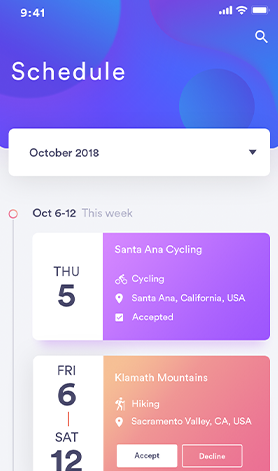 9:41
Schedule
October 2018
Oct 6-12 This week
THU
5
Santa Ana Cycling
Cycling
Santa Ana, California, USA
Accepted
FRI
6
SAT
12
Klamath Mountains
Hiking
Sacramento Valley, CA, USA
Accept
Decline